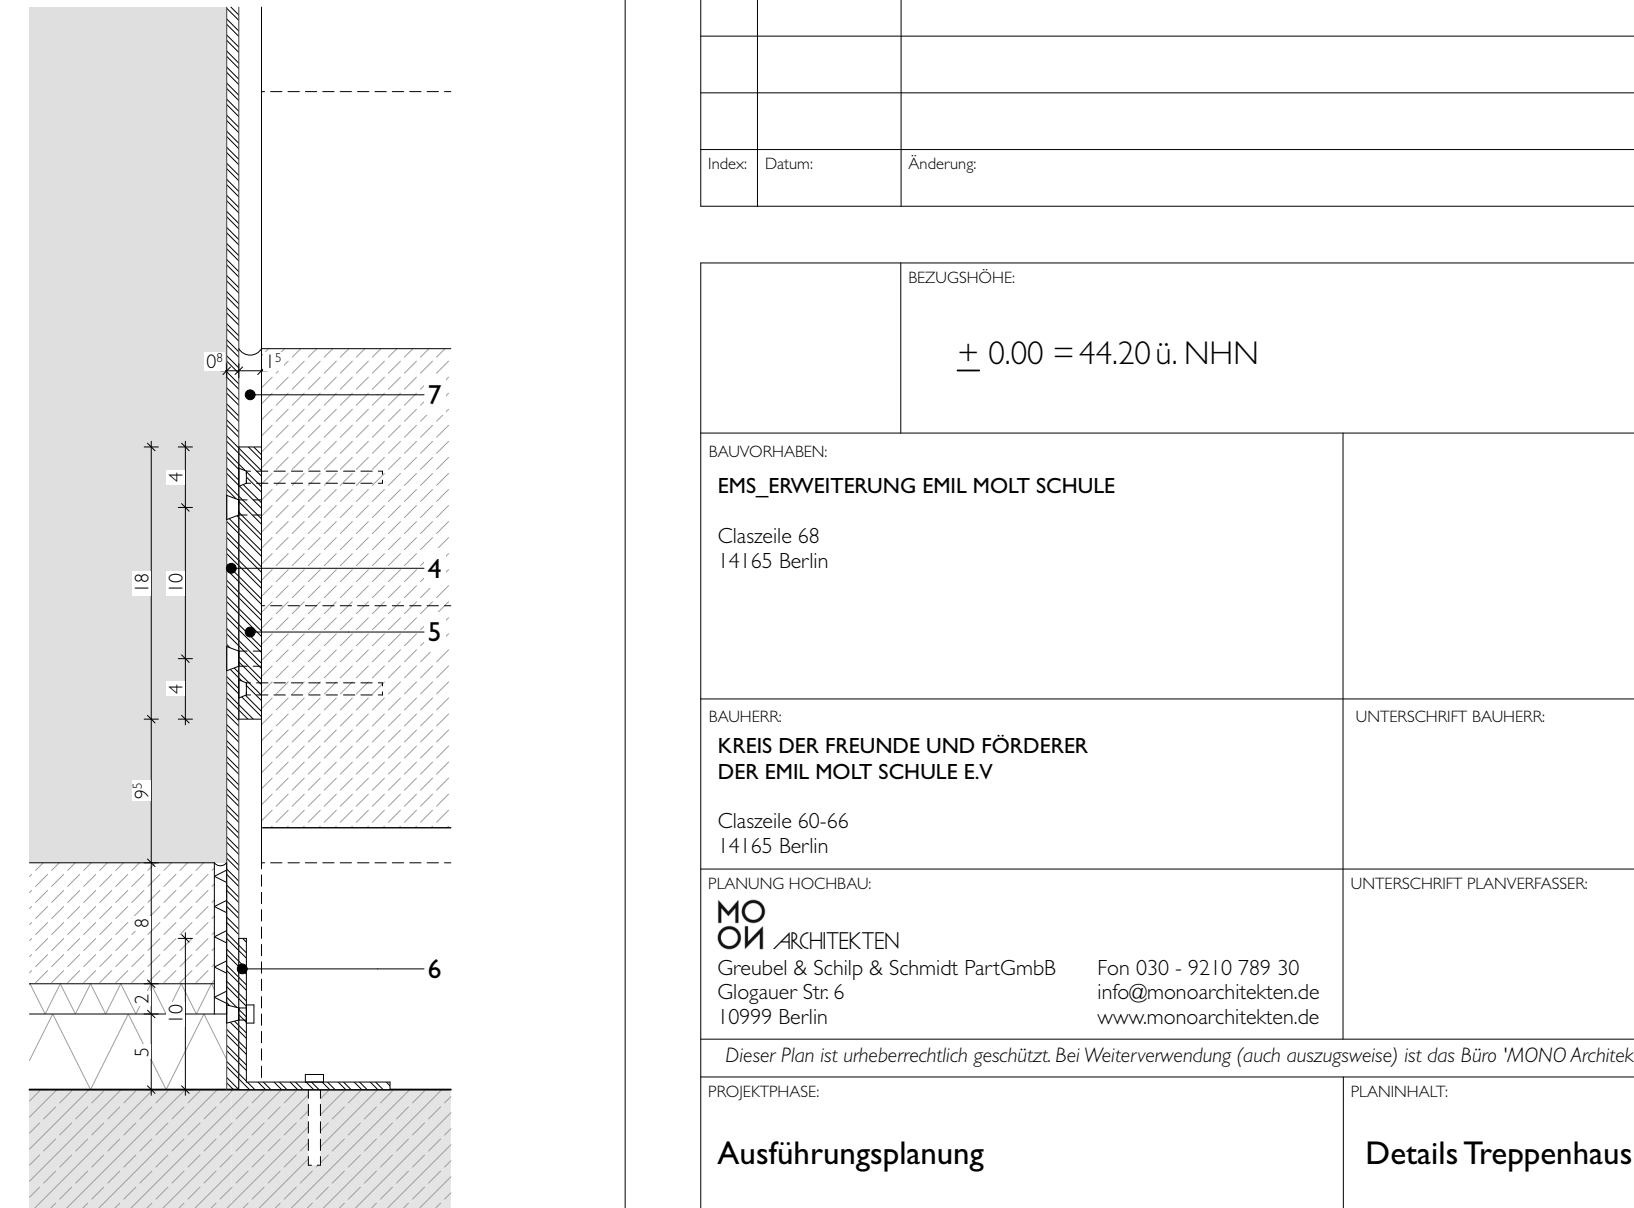 0⁸
1⁵
7
4
18
10
4
5
4
9⁵
8
6
2
10
5
Index:
Datum:
Änderung:
BEZUGSHÖHE:
± 0.00 = 44.20 ü. NHN
BAUVORHABEN:
EMS_ERWEITERUNG EMIL MOLT SCHULE
Claszeile 68
14165 Berlin
BAUHERR:
UNTERSCHRIFT BAUHERR:
KREIS DER FREUNDE UND FÖRDERER
DER EMIL MOLT SCHULE E.V
Claszeile 60-66
14165 Berlin
PLANUNG HOCHBAU:
UNTERSCHRIFT PLANVERFASSER:
MO
ON ARCHITEKTEN
Greubel & Schilp & Schmidt PartGmbB
Fon 030 - 9210 789 30
Glogauer Str. 6
info@monoarchitekten.de
10999 Berlin
www.monoarchitekten.de
Dieser Plan ist urheberrechtlich geschützt. Bei Weiterverwendung (auch auszugsweise) ist das Büro 'MONO Architek
PROJEKTPHASE:
PLANINHALT:
Ausführungsplanung
Details Treppenhaus